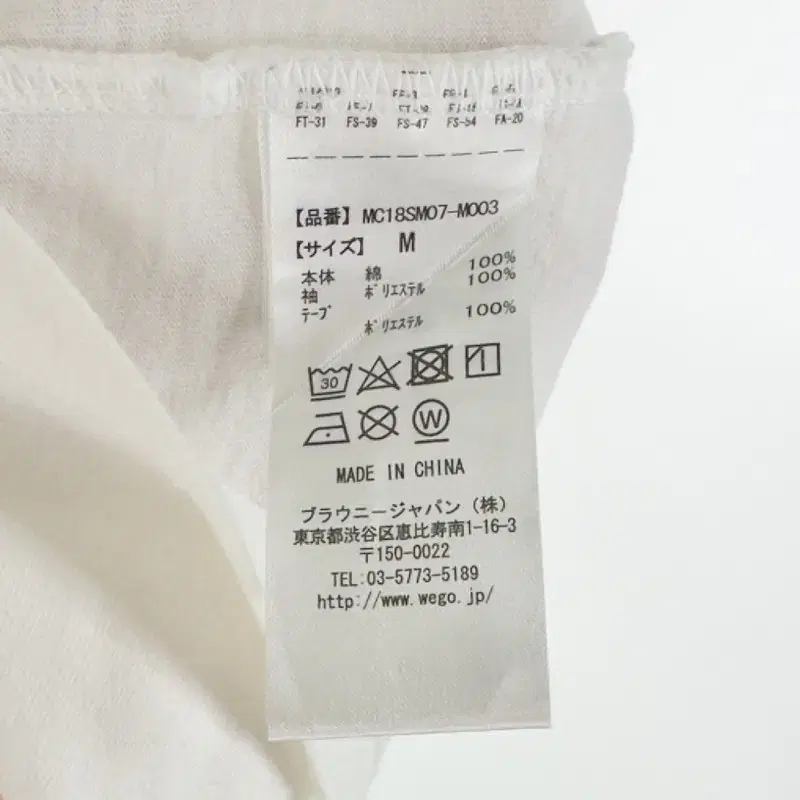 FT-31 FS-39 FS-47 FS-54 FA-20
【品番】 MC18SM07-M003
【サイズ】 M
本体 綿 100%
袖 ポリエステル 100%
テープ ポリエステル 100%
30
W
MADE IN CHINA
ブラウニージャパン(株)
東京都渋谷区恵比寿南1-16-3
〒150-0022
TEL:03-5773-5189
http://www.wego.jp/